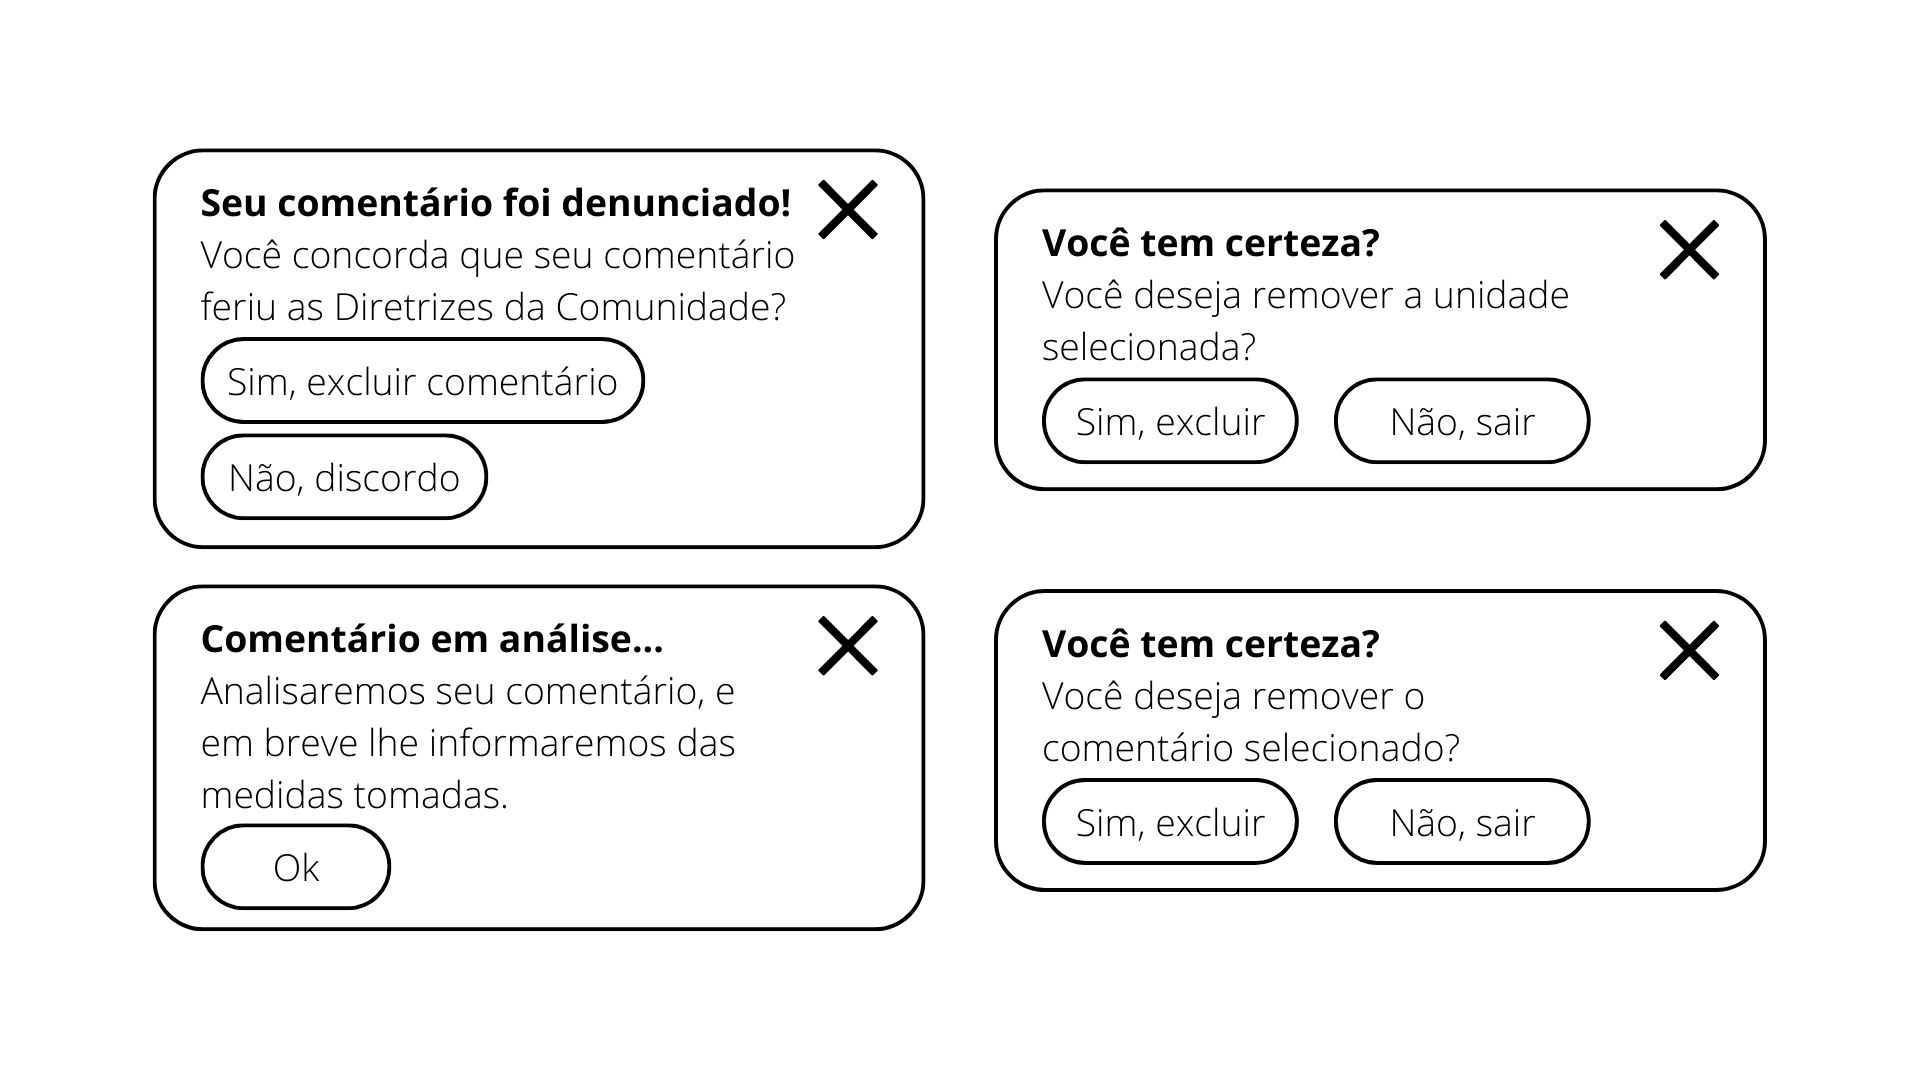 Seu comentário foi denunciado!
Você concorda que seu comentário
feriu as Diretrizes da Comunidade?
Sim, excluir comentário
Não, discordo
Comentário em análise...
Analisaremos seu comentário, e
em breve lhe informaremos das
medidas tomadas.
Ok
Você tem certeza?
Você deseja remover a unidade
selecionada?
Sim, excluir
Não, sair
Você tem certeza?
Você deseja remover o
comentário selecionado?
Sim, excluir
Não, sair